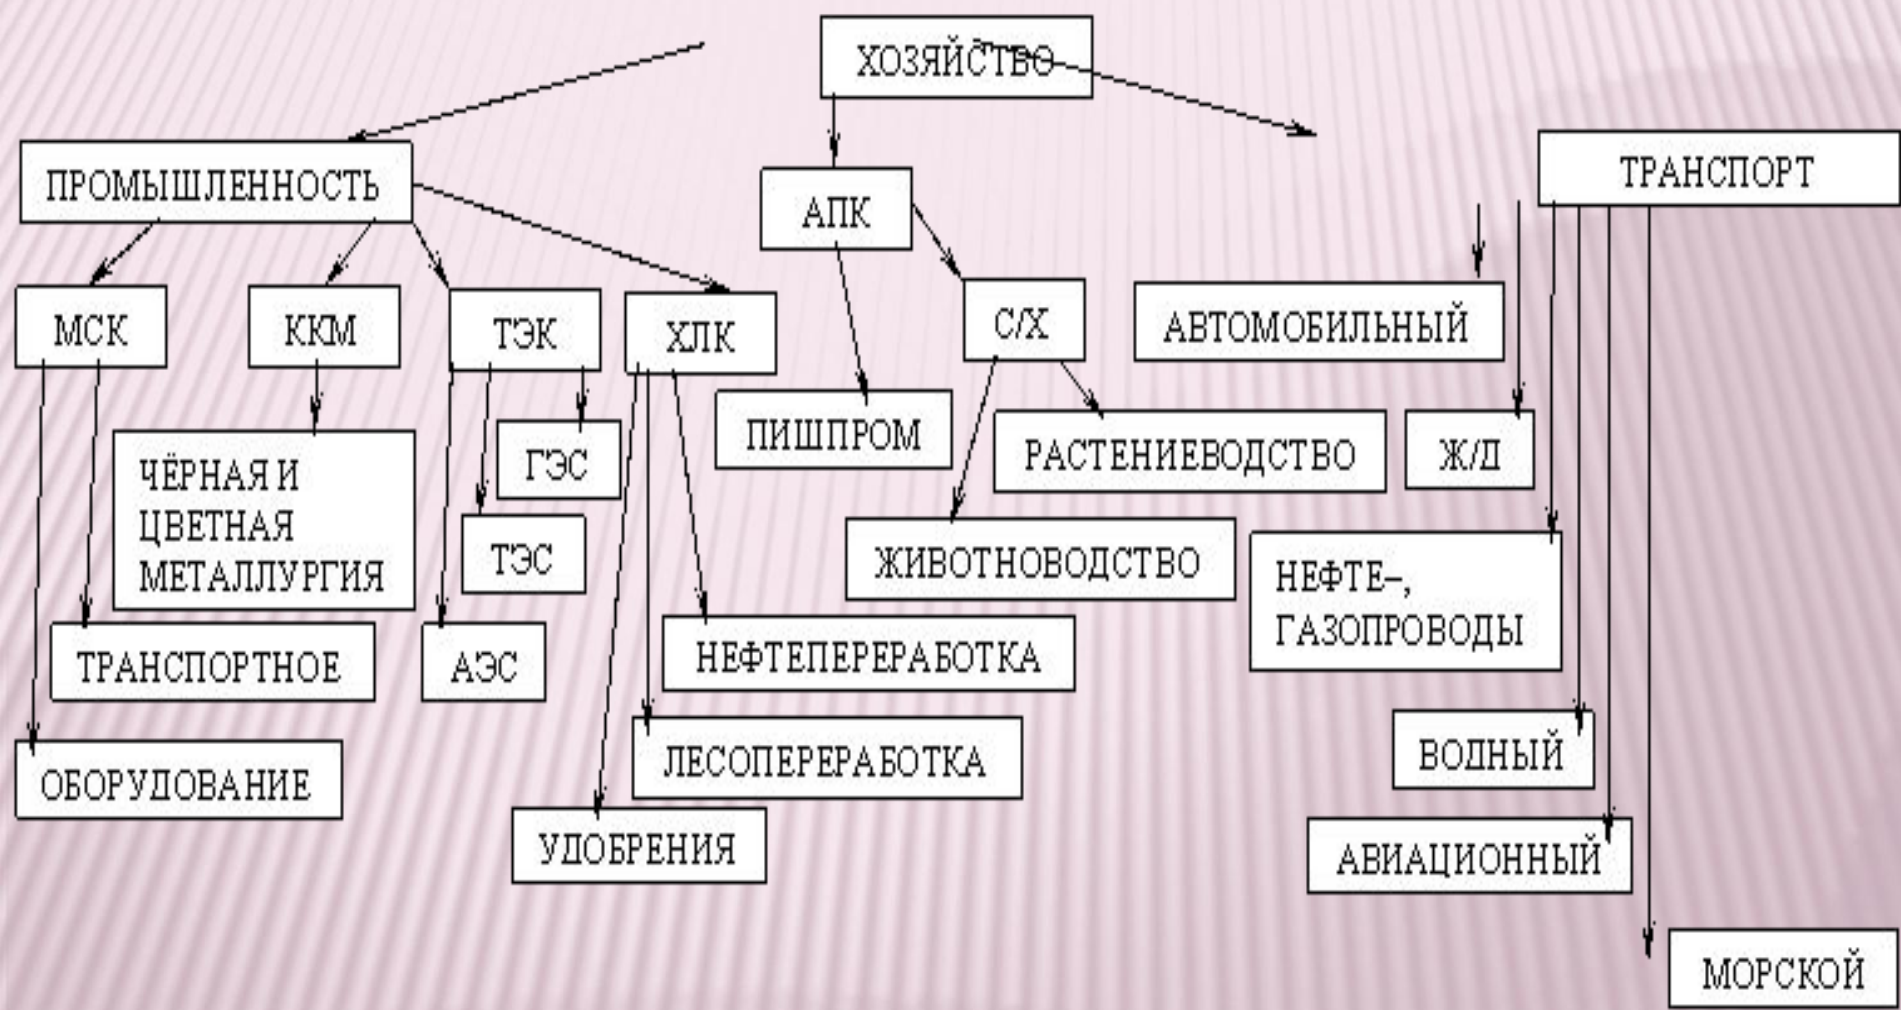 ХОЗЯЙСТВО
ПРОМЫШЛЕННОСТЬ
АПК
ТРАНСПОРТ
МСК
ККМ
ТЭК
ХЛК
С/Х
АВТОМОБИЛЬНЫЙ
ЧЁРНАЯ И
ЦВЕТНАЯ
МЕТАЛЛУРГИЯ
ГЭС
ПИШПРОМ
РАСТЕНИЕВОДСТВО
Ж/Д
ТЭС
ЖИВОТНОВОДСТВО
НЕФТЕ–,
ГАЗОПРОВОДЫ
ТРАНСПОРТНОЕ
АЭС
НЕФТЕПЕРЕРАБОТКА
ОБОРУДОВАНИЕ
ЛЕСОПЕРЕРАБОТКА
ВОДНЫЙ
УДОБРЕНИЯ
АВИАЦИОННЫЙ
МОРСКОЙ